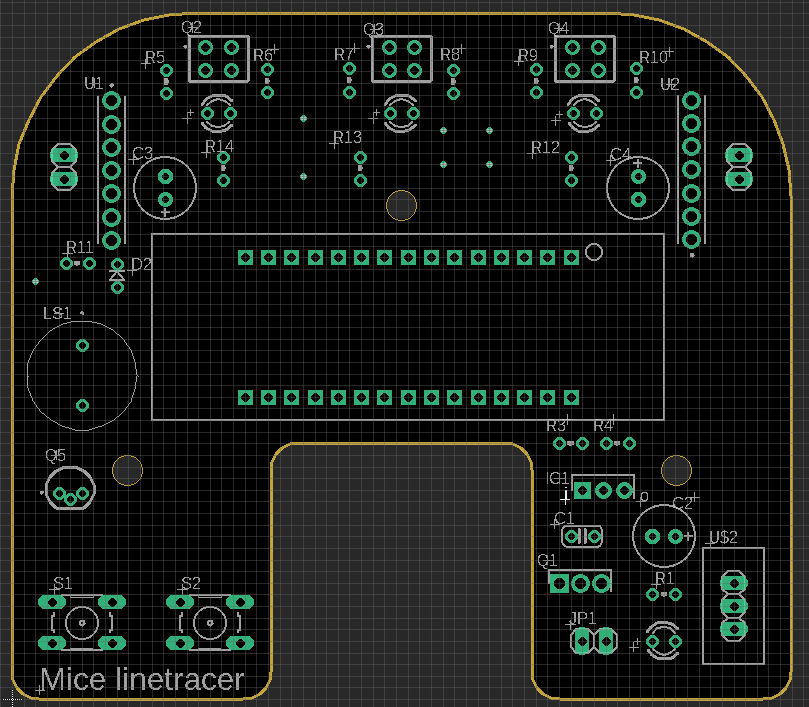 Q2 Q3 Q4
R5 R6 R7 R8 R9 R10
U1 U2
C3 R14 R13 R12 C4
R11 D2
LS1
R3 R4
Q5
C2
C1
U$2
Q1
S1 S2 R1
JP1
Mice linetracer